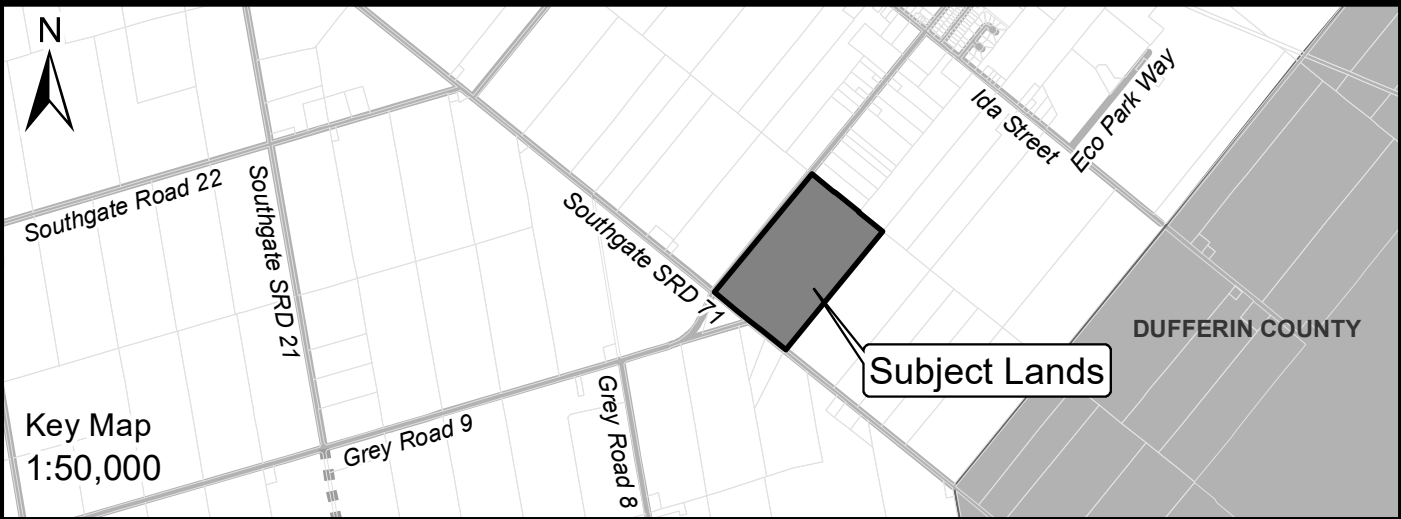 N
Eco Park Way
Ida Street
Southgate Road 22
Southgate SRD 21
Southgate SRD 71
DUFFERIN COUNTY
Subject Lands
Grey Road 8
Grey Road 9
Key Map
1:50,000